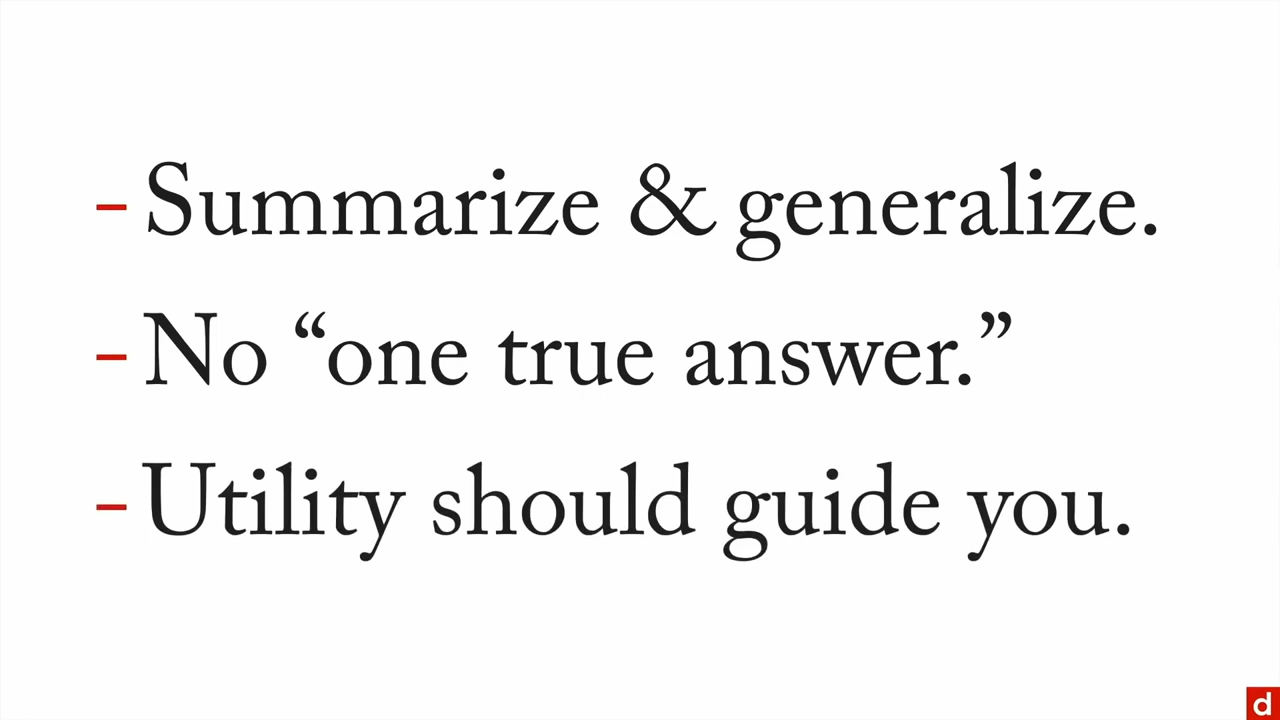 – Summarize & generalize.
– No “one true answer.”
– Utility should guide you.
d